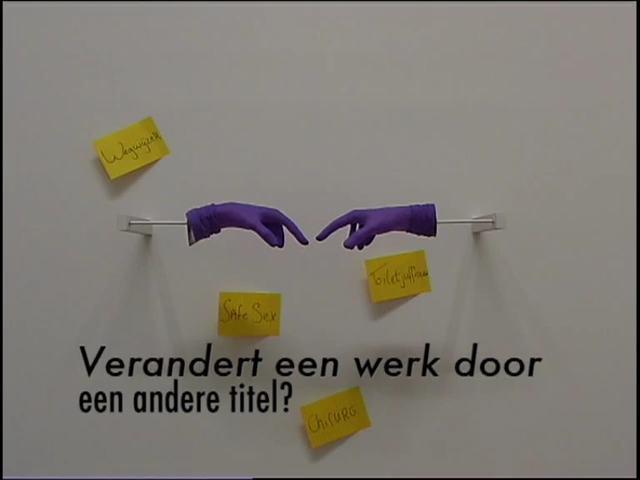 Wegwijzer
Toiletjuffrouw
Safe Sex
Verandert een werk door
een andere titel?
Chirurg